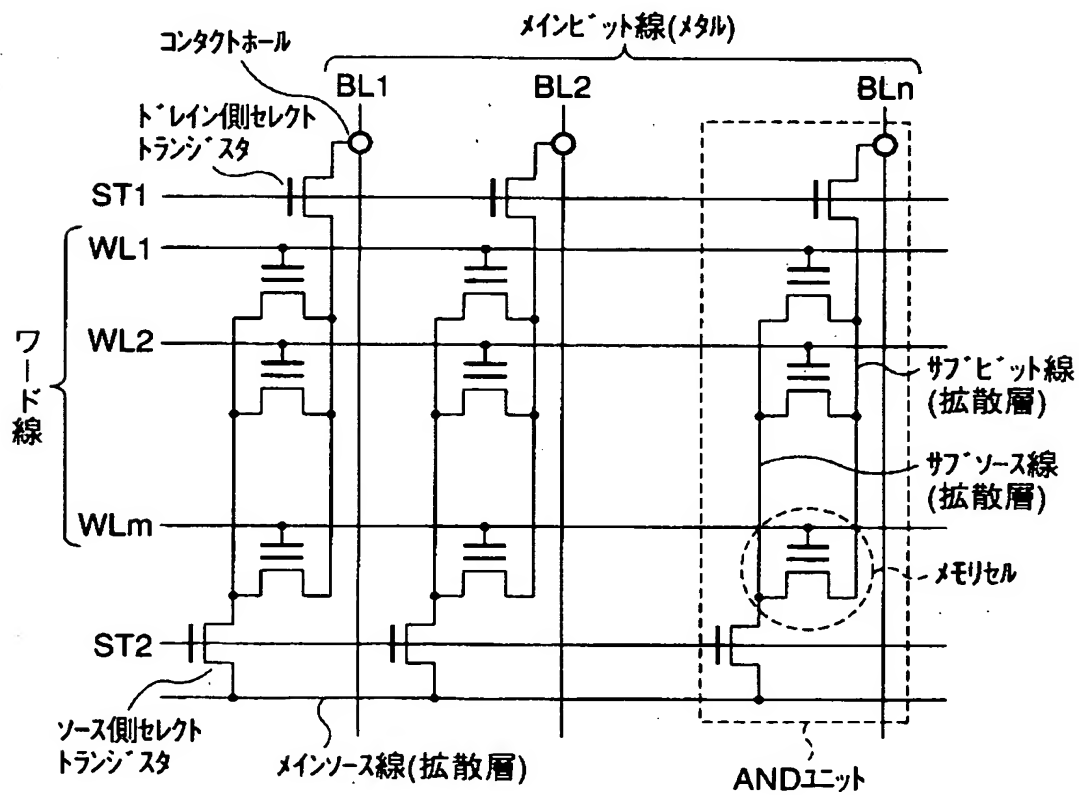 メインビット線(メタル)
コンタクトホール
BL1
BL2
BLn
ドレイン側セレクト
トランジスタ
ST1
WL1
WL2
ワード線
サブビット線
(拡散層)
サブソース線
(拡散層)
WLm
メモリセル
ST2
ソース側セレクト
トランジスタ
メインソース線(拡散層)
ANDユニット